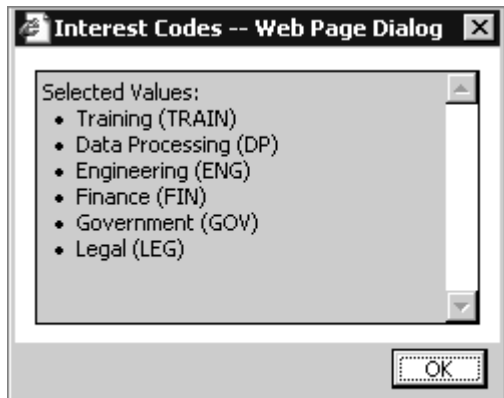 Interest Codes -- Web Page Dialog
Selected Values:
• Training (TRAIN)
• Data Processing (DP)
• Engineering (ENG)
• Finance (FIN)
• Government (GOV)
• Legal (LEG)
OK